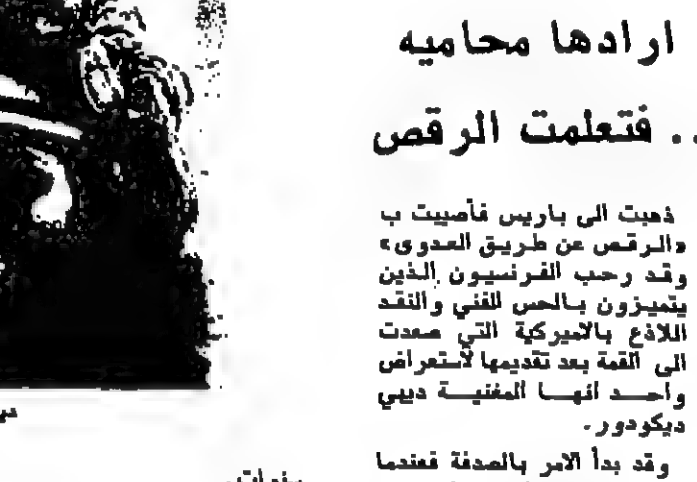 ارادها محاميه
.. فتعلمت الرقص
ذهبت الى باريس فأصيبت ب
«الرقص عن طريق العدوى»
وقد رحب الفرنسيون الذين
يتميزون بالحس الفني والنقد
اللاذع بالاميركية التي صعدت
الى القمة بعد تقديمها لأستعراض
واحد انها المغنية ديبي
ديكودور.
وقد بدأ الامر بالصدفة فعندما